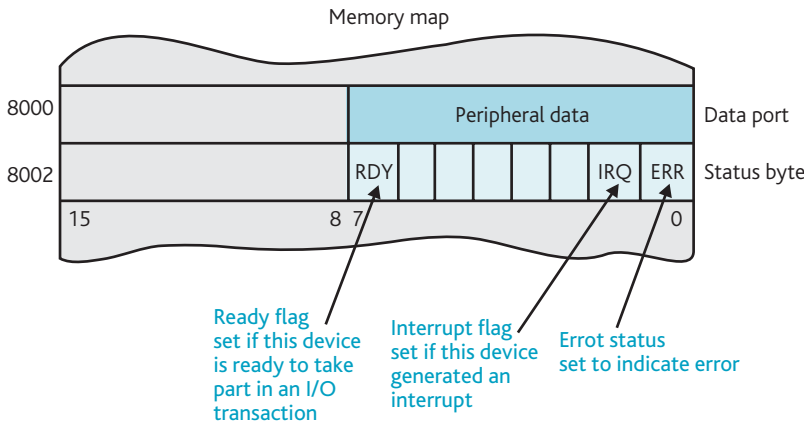 Memory map
8000
Peripheral data
Data port
8002
RDY
IRQ
ERR
Status byte
15
8 7
0
Ready flag
set if this device
is ready to take
part in an I/O
transaction
Interrupt flag
set if this device
generated an
interrupt
Errot status
set to indicate error